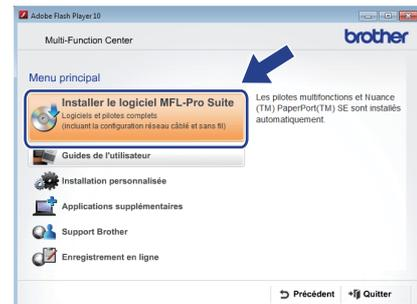 Adobe Flash Player 10
Multi-Function Center
brother
Menu principal
Installer le logiciel MFL-Pro Suite
Logiciels et pilotes complets
(incluant la configuration réseau câblé et sans fil)
Les pilotes multifonctions et Nuance
(TM) PaperPort(TM) SE sont installés
automatiquement.
Guides de l'utilisateur
Installation personnalisée
Applications supplémentaires
Support Brother
Enregistrement en ligne
Précédent
Quitter